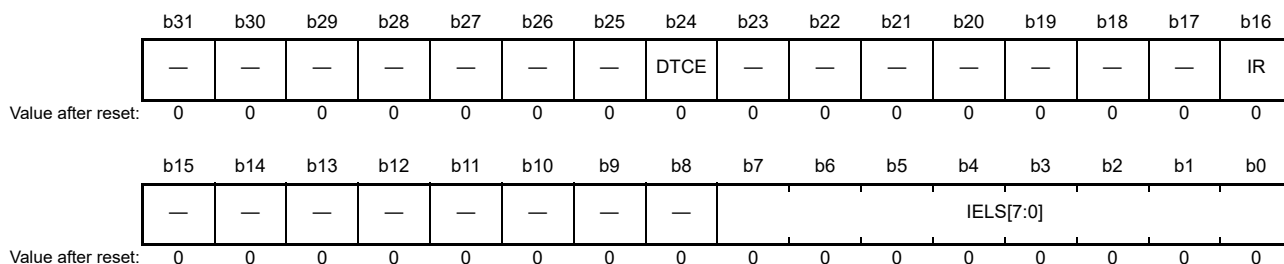 b31 b30 b29 b28 b27 b26 b25 b24 b23 b22 b21 b20 b19 b18 b17 b16
— — — — — — — DTCE — — — — — — — IR
Value after reset: 0 0 0 0 0 0 0 0 0 0 0 0 0 0 0 0
b15 b14 b13 b12 b11 b10 b9 b8 b7 b6 b5 b4 b3 b2 b1 b0
— — — — — — — — IELS[7:0]
Value after reset: 0 0 0 0 0 0 0 0 0 0 0 0 0 0 0 0